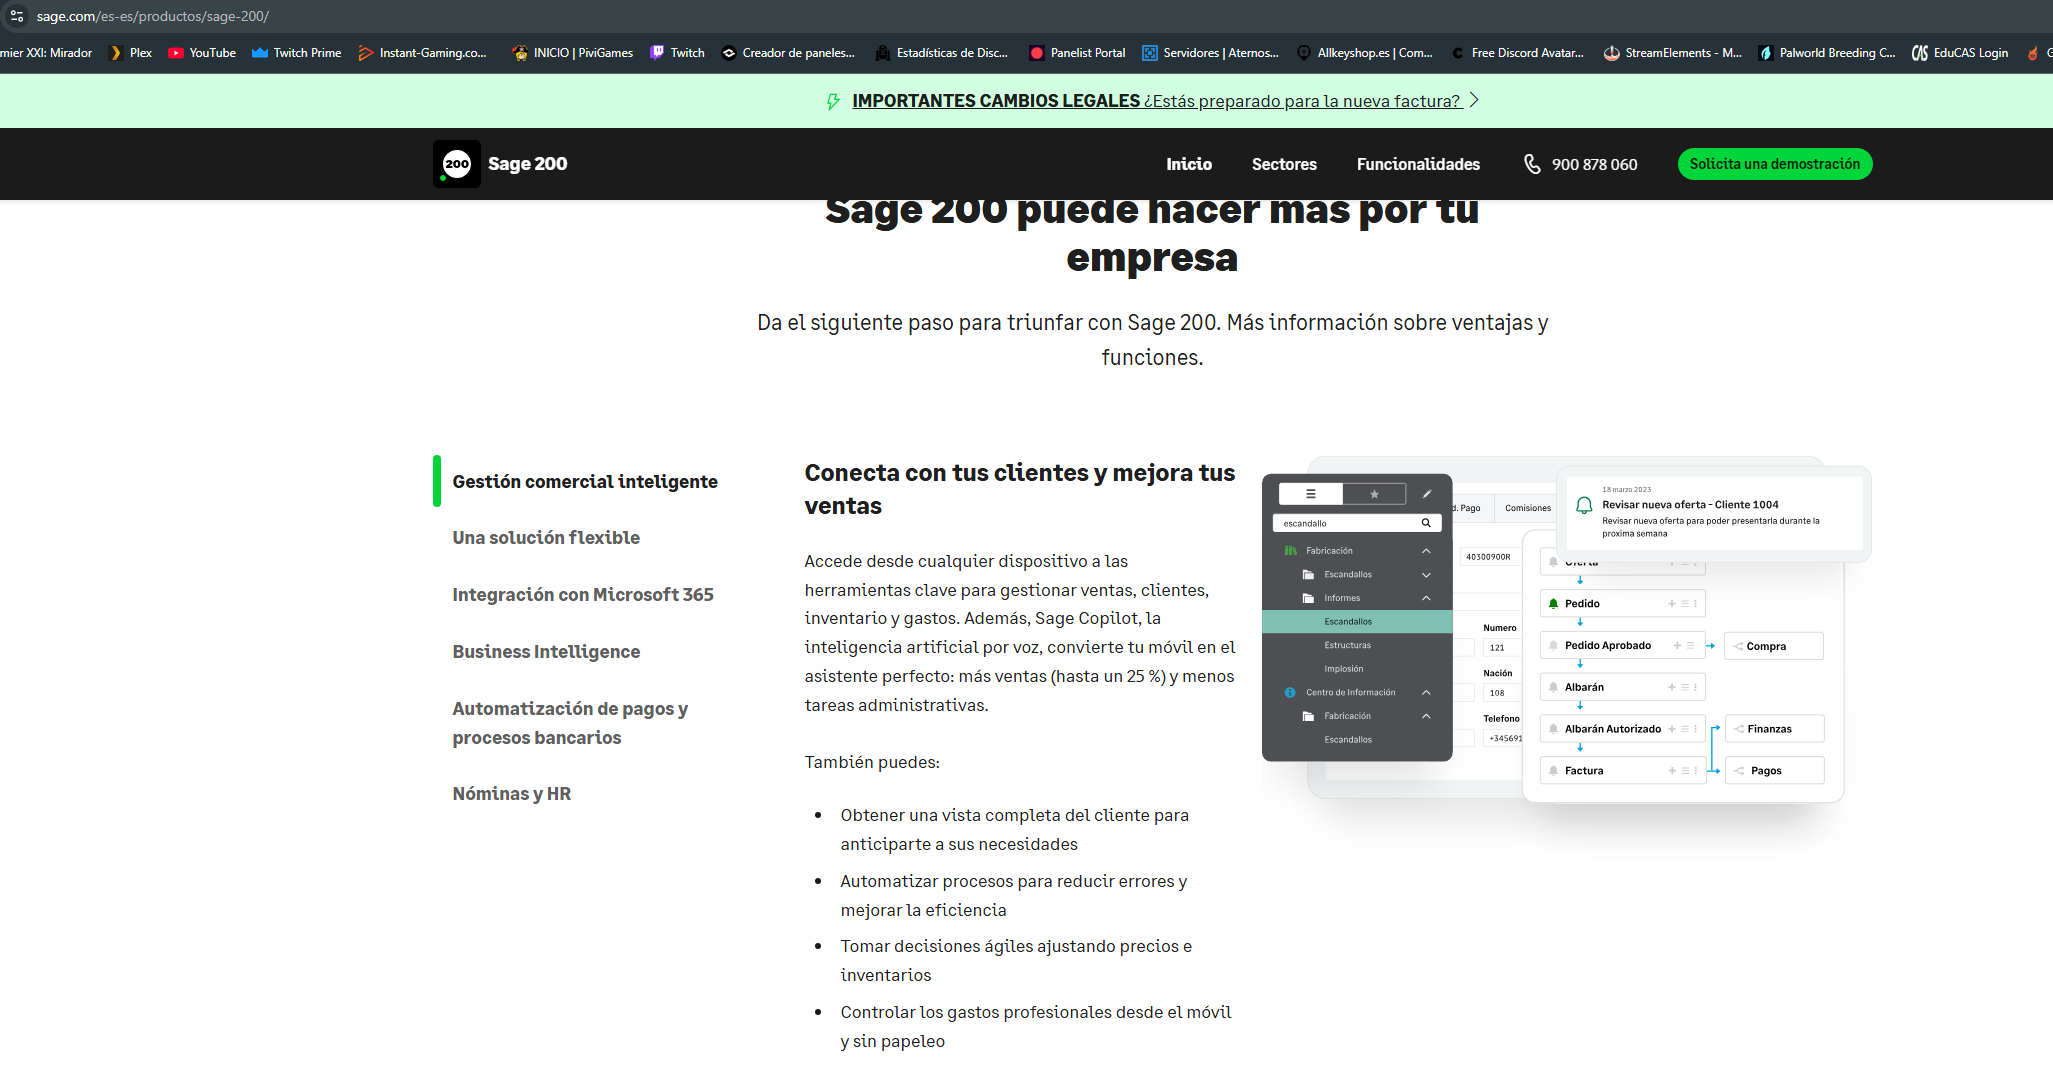 sage.com/es-es/productos/sage-200/
mier XXI: Mirador
Plex
YouTube
Twitch Prime
Instant-Gaming.co...
INICIO | PiviGames
Twitch
Creador de paneles...
Estadísticas de Disc...
Panelist Portal
Servidores | Aternos...
Allkeyshop.es | Com...
Free Discord Avatar...
StreamElements - M...
Palworld Breeding C...
EduCAS Login
IMPORTANTES CAMBIOS LEGALES ¿Estás preparado para la nueva factura?
200
Sage 200
Inicio
Sectores
Funcionalidades
900 878 060
Solicita una demostración
Sage 200 puede hacer más por tu
empresa
Da el siguiente paso para triunfar con Sage 200. Más información sobre ventajas y
funciones.
Gestión comercial inteligente
Una solución flexible
Integración con Microsoft 365
Business Intelligence
Automatización de pagos y
procesos bancarios
Nóminas y HR
Conecta con tus clientes y mejora tus
ventas
Accede desde cualquier dispositivo a las
herramientas clave para gestionar ventas, clientes,
inventario y gastos. Además, Sage Copilot, la
inteligencia artificial por voz, convierte tu móvil en el
asistente perfecto: más ventas (hasta un 25 %) y menos
tareas administrativas.
También puedes:
Obtener una vista completa del cliente para
anticiparte a sus necesidades
Automatizar procesos para reducir errores y
mejorar la eficiencia
Tomar decisiones ágiles ajustando precios e
inventarios
Controlar los gastos profesionales desde el móvil
y sin papeleo
escandallo
Fabricación
Escandallos
Informes
Escandallos
Estructuras
Implosión
Centro de Información
Fabricación
Escandallos
d. Pago
Comisiones
40300900R
Numero
121
Nación
108
Telefono
+345691
18 marzo 2023
Revisar nueva oferta - Cliente 1004
Revisar nueva oferta para poder presentarla durante la
proxima semana
Oferta
Pedido
Pedido Aprobado
Compra
Albarán
Albarán Autorizado
Finanzas
Factura
Pagos